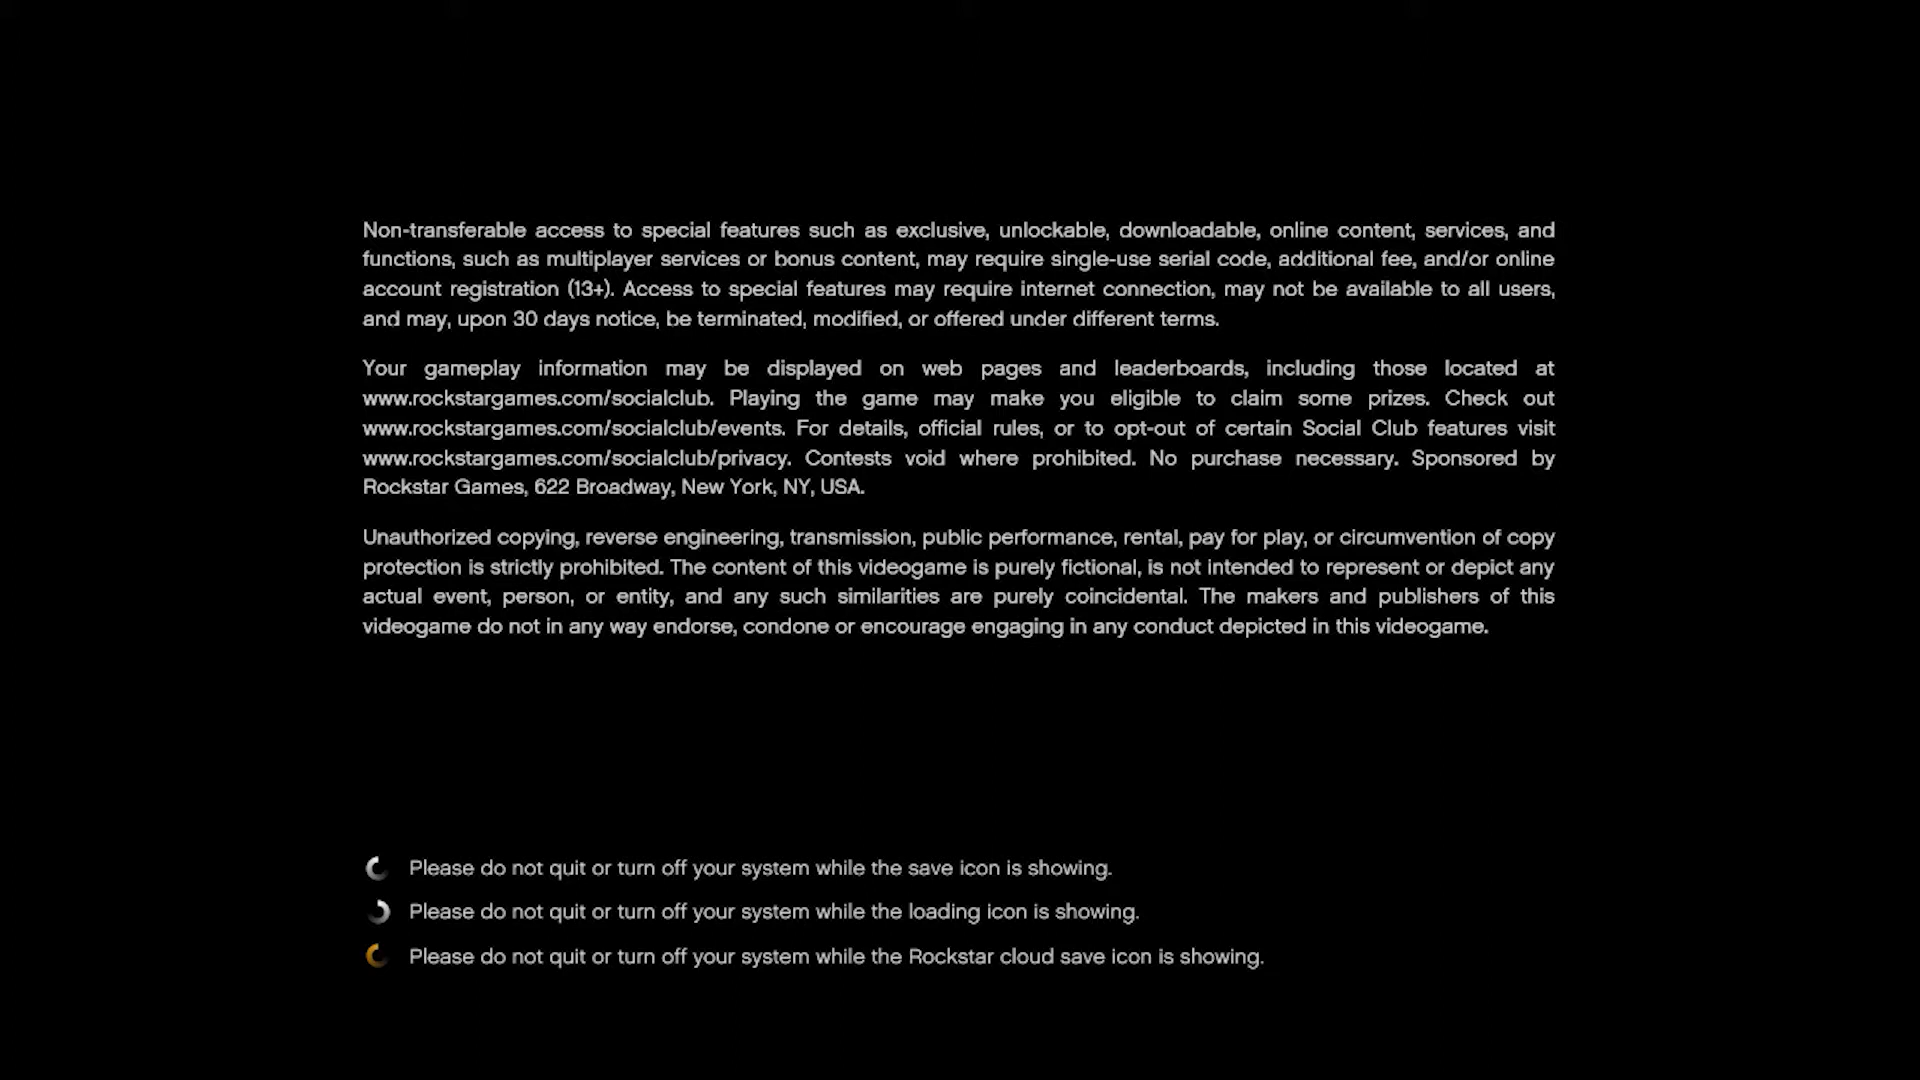 Non-transferable access to special features such as exclusive, unlockable, downloadable, online content, services, and
functions, such as multiplayer services or bonus content, may require single-use serial code, additional fee, and/or online
account registration (13+). Access to special features may require internet connection, may not be available to all users,
and may, upon 30 days notice, be terminated, modified, or offered under different terms.
Your gameplay information may be displayed on web pages and leaderboards, including those located at
www.rockstargames.com/socialclub. Playing the game may make you eligible to claim some prizes. Check out
www.rockstargames.com/socialclub/events. For details, official rules, or to opt-out of certain Social Club features visit
www.rockstargames.com/socialclub/privacy. Contests void where prohibited. No purchase necessary. Sponsored by
Rockstar Games, 622 Broadway, New York, NY, USA.
Unauthorized copying, reverse engineering, transmission, public performance, rental, pay for play, or circumvention of copy
protection is strictly prohibited. The content of this videogame is purely fictional, is not intended to represent or depict any
actual event, person, or entity, and any such similarities are purely coincidental. The makers and publishers of this
videogame do not in any way endorse, condone or encourage engaging in any conduct depicted in this videogame.
Please do not quit or turn off your system while the save icon is showing.
Please do not quit or turn off your system while the loading icon is showing.
Please do not quit or turn off your system while the Rockstar cloud save icon is showing.